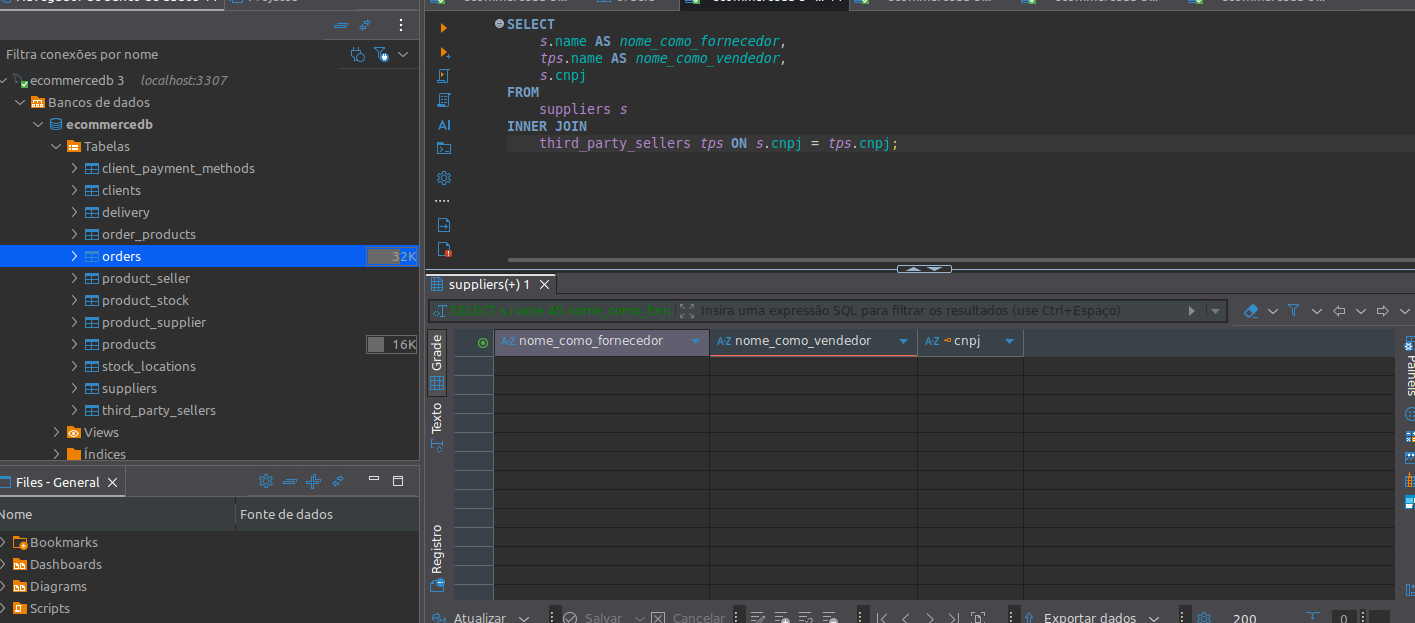 Filtra conexões por nome
ecommercedb 3 localhost:3307
Bancos de dados
ecommercedb
Tabelas
client_payment_methods
clients
delivery
order_products
orders 32K
product_seller
product_stock
product_supplier
products 16K
stock_locations
suppliers
third_party_sellers
Views
Índices
Files - General
Nome Fonte de dados
Bookmarks
Dashboards
Diagrams
Scripts
SELECT
s.name AS nome_como_fornecedor,
tps.name AS nome_como_vendedor,
s.cnpj
FROM
suppliers s
INNER JOIN
third_party_sellers tps ON s.cnpj = tps.cnpj;
AI
suppliers(+) 1
SELECT s.name AS nome_como_forn Insira uma expressão SQL para filtrar os resultados (use Ctrl+Espaço)
Grade
Texto
Registro
A-Z nome_como_fornecedor A-Z nome_como_vendedor A-Z cnpj
Painéis
Atualizar Salvar Cancelar Exportar dados 200 0